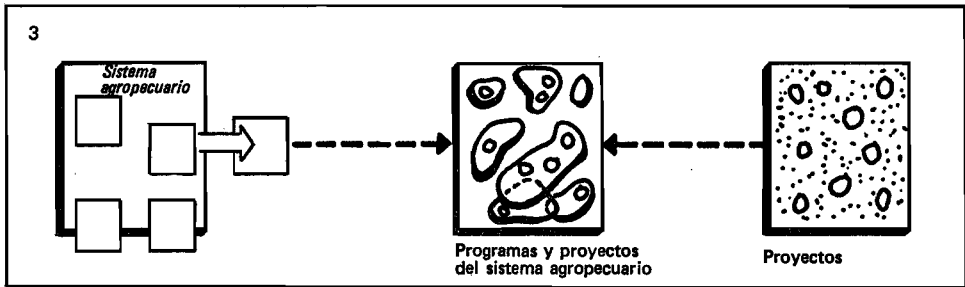 3
Sistema
agropecuario
Programas y proyectos
del sistema agropecuario
Proyectos